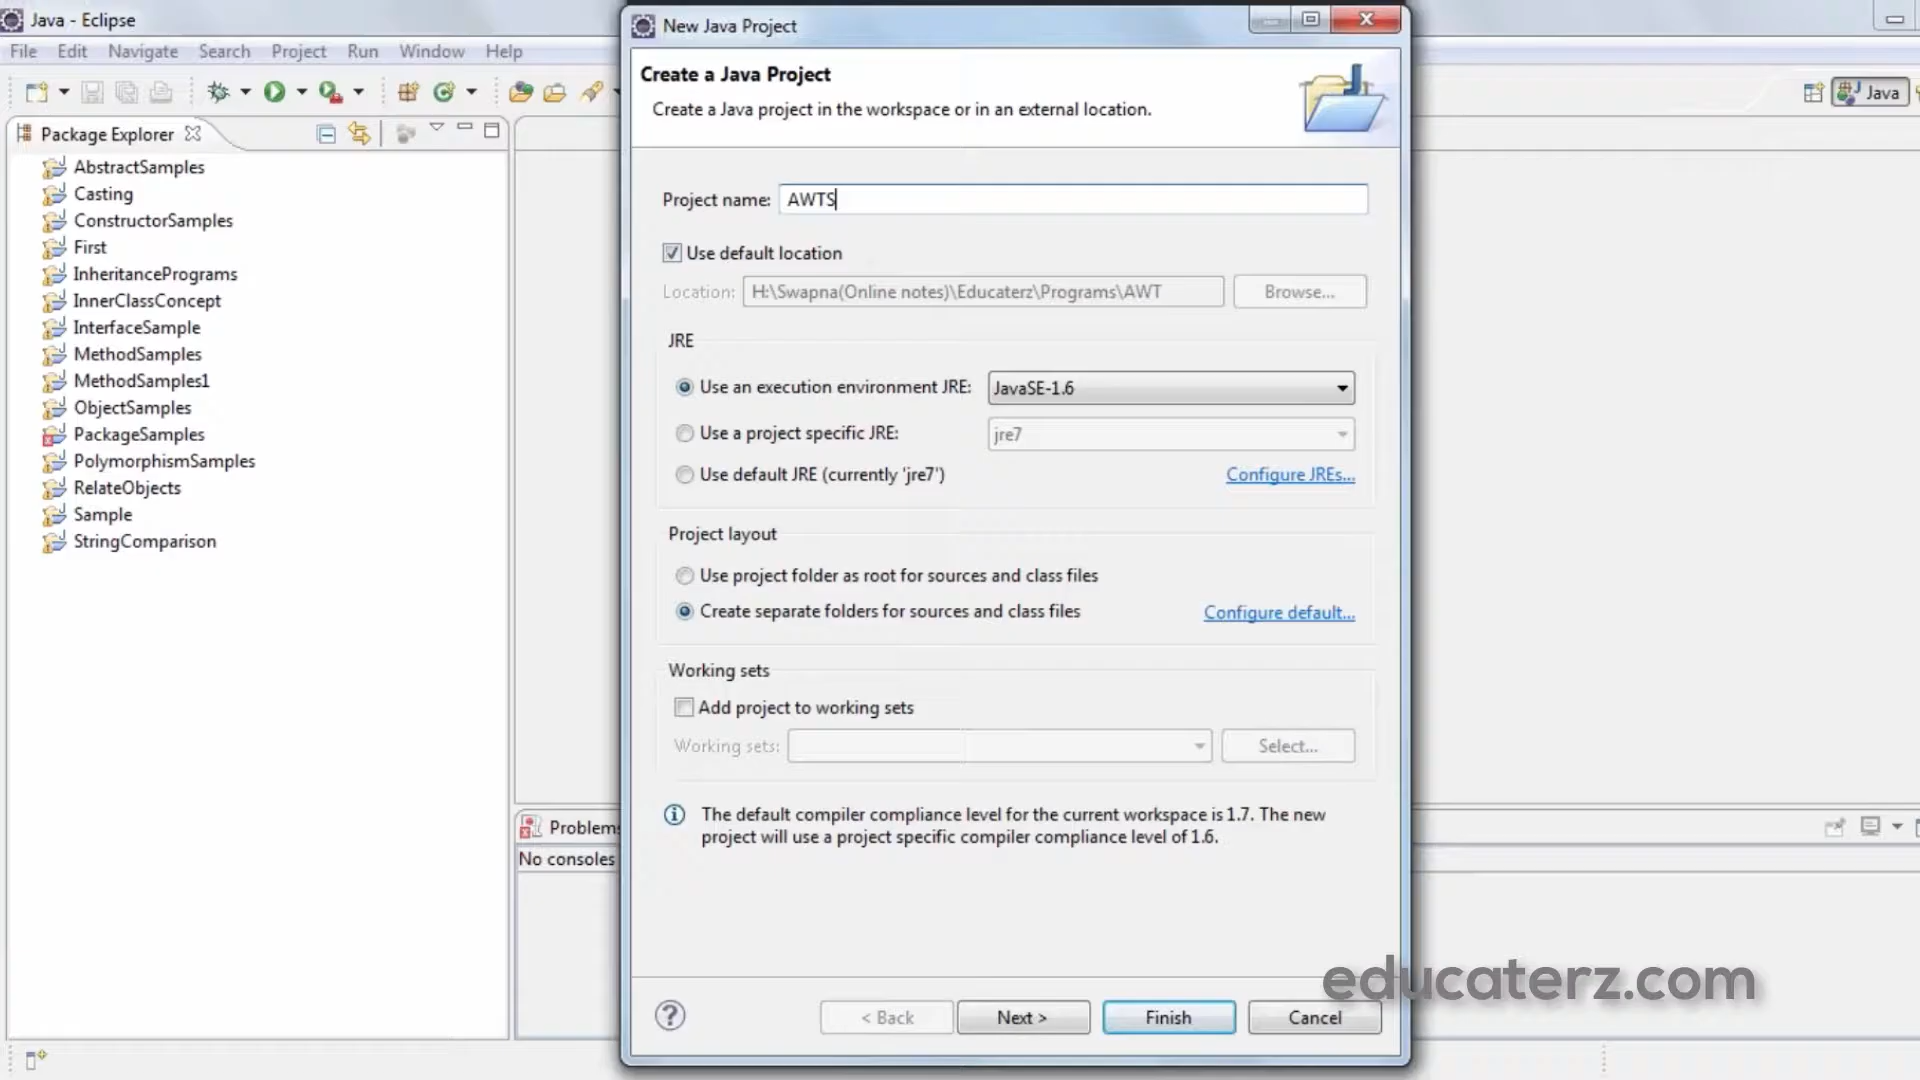 Java - Eclipse
File Edit Navigate Search Project Run Window Help
Java
Package Explorer
AbstractSamples
Casting
ConstructorSamples
First
InheritancePrograms
InnerClassConcept
InterfaceSample
MethodSamples
MethodSamples1
ObjectSamples
PackageSamples
PolymorphismSamples
RelateObjects
Sample
StringComparison
Problems
No consoles
New Java Project
Create a Java Project
Create a Java project in the workspace or in an external location.
Project name: AWTS
Use default location
Location: H:\Swapna(Online notes)\Educaterz\Programs\AWT Browse...
JRE
Use an execution environment JRE: JavaSE-1.6
Use a project specific JRE: jre7
Use default JRE (currently 'jre7') Configure JREs...
Project layout
Use project folder as root for sources and class files
Create separate folders for sources and class files Configure default...
Working sets
Add project to working sets
Working sets: Select...
The default compiler compliance level for the current workspace is 1.7. The new
project will use a project specific compiler compliance level of 1.6.
< Back Next > Finish Cancel
educaterz.com